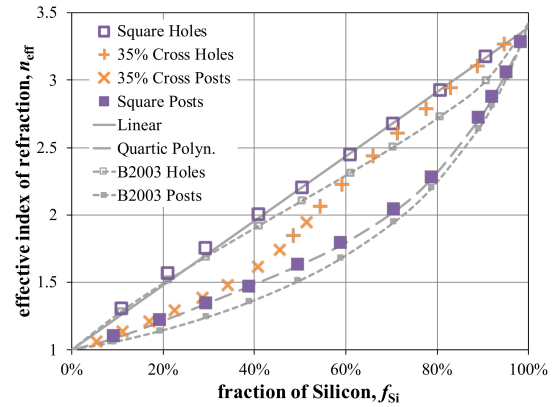 3.5
3
2.5
2
1.5
1
effective index of refraction, neff
Square Holes
35% Cross Holes
35% Cross Posts
Square Posts
Linear
Quartic Polyn.
B2003 Holes
B2003 Posts
0%
20%
40%
60%
80%
100%
fraction of Silicon, fSi